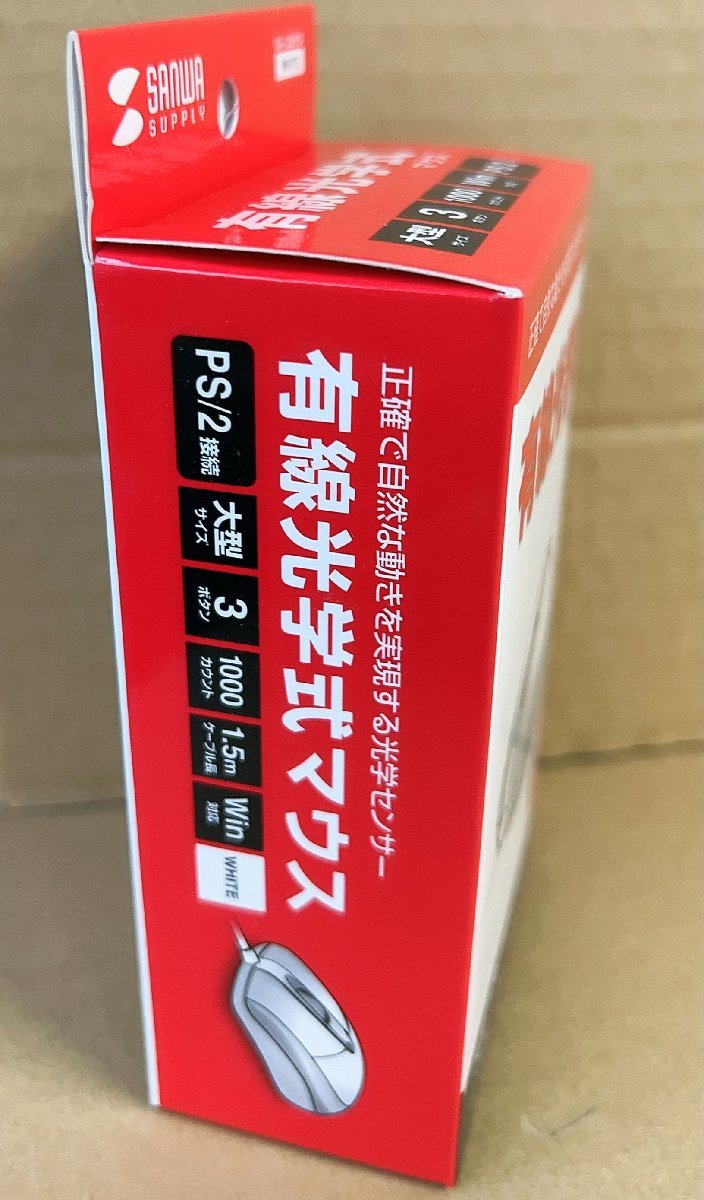 SANWA
SUPPLY
大型
3
正確で自然な動きを実現する光学センサー
有線光学式マウス
PS/2接続
大型
サイズ
3
ボタン
1000
カウント
1.5m
ケーブル長
Win
対応
WHITE